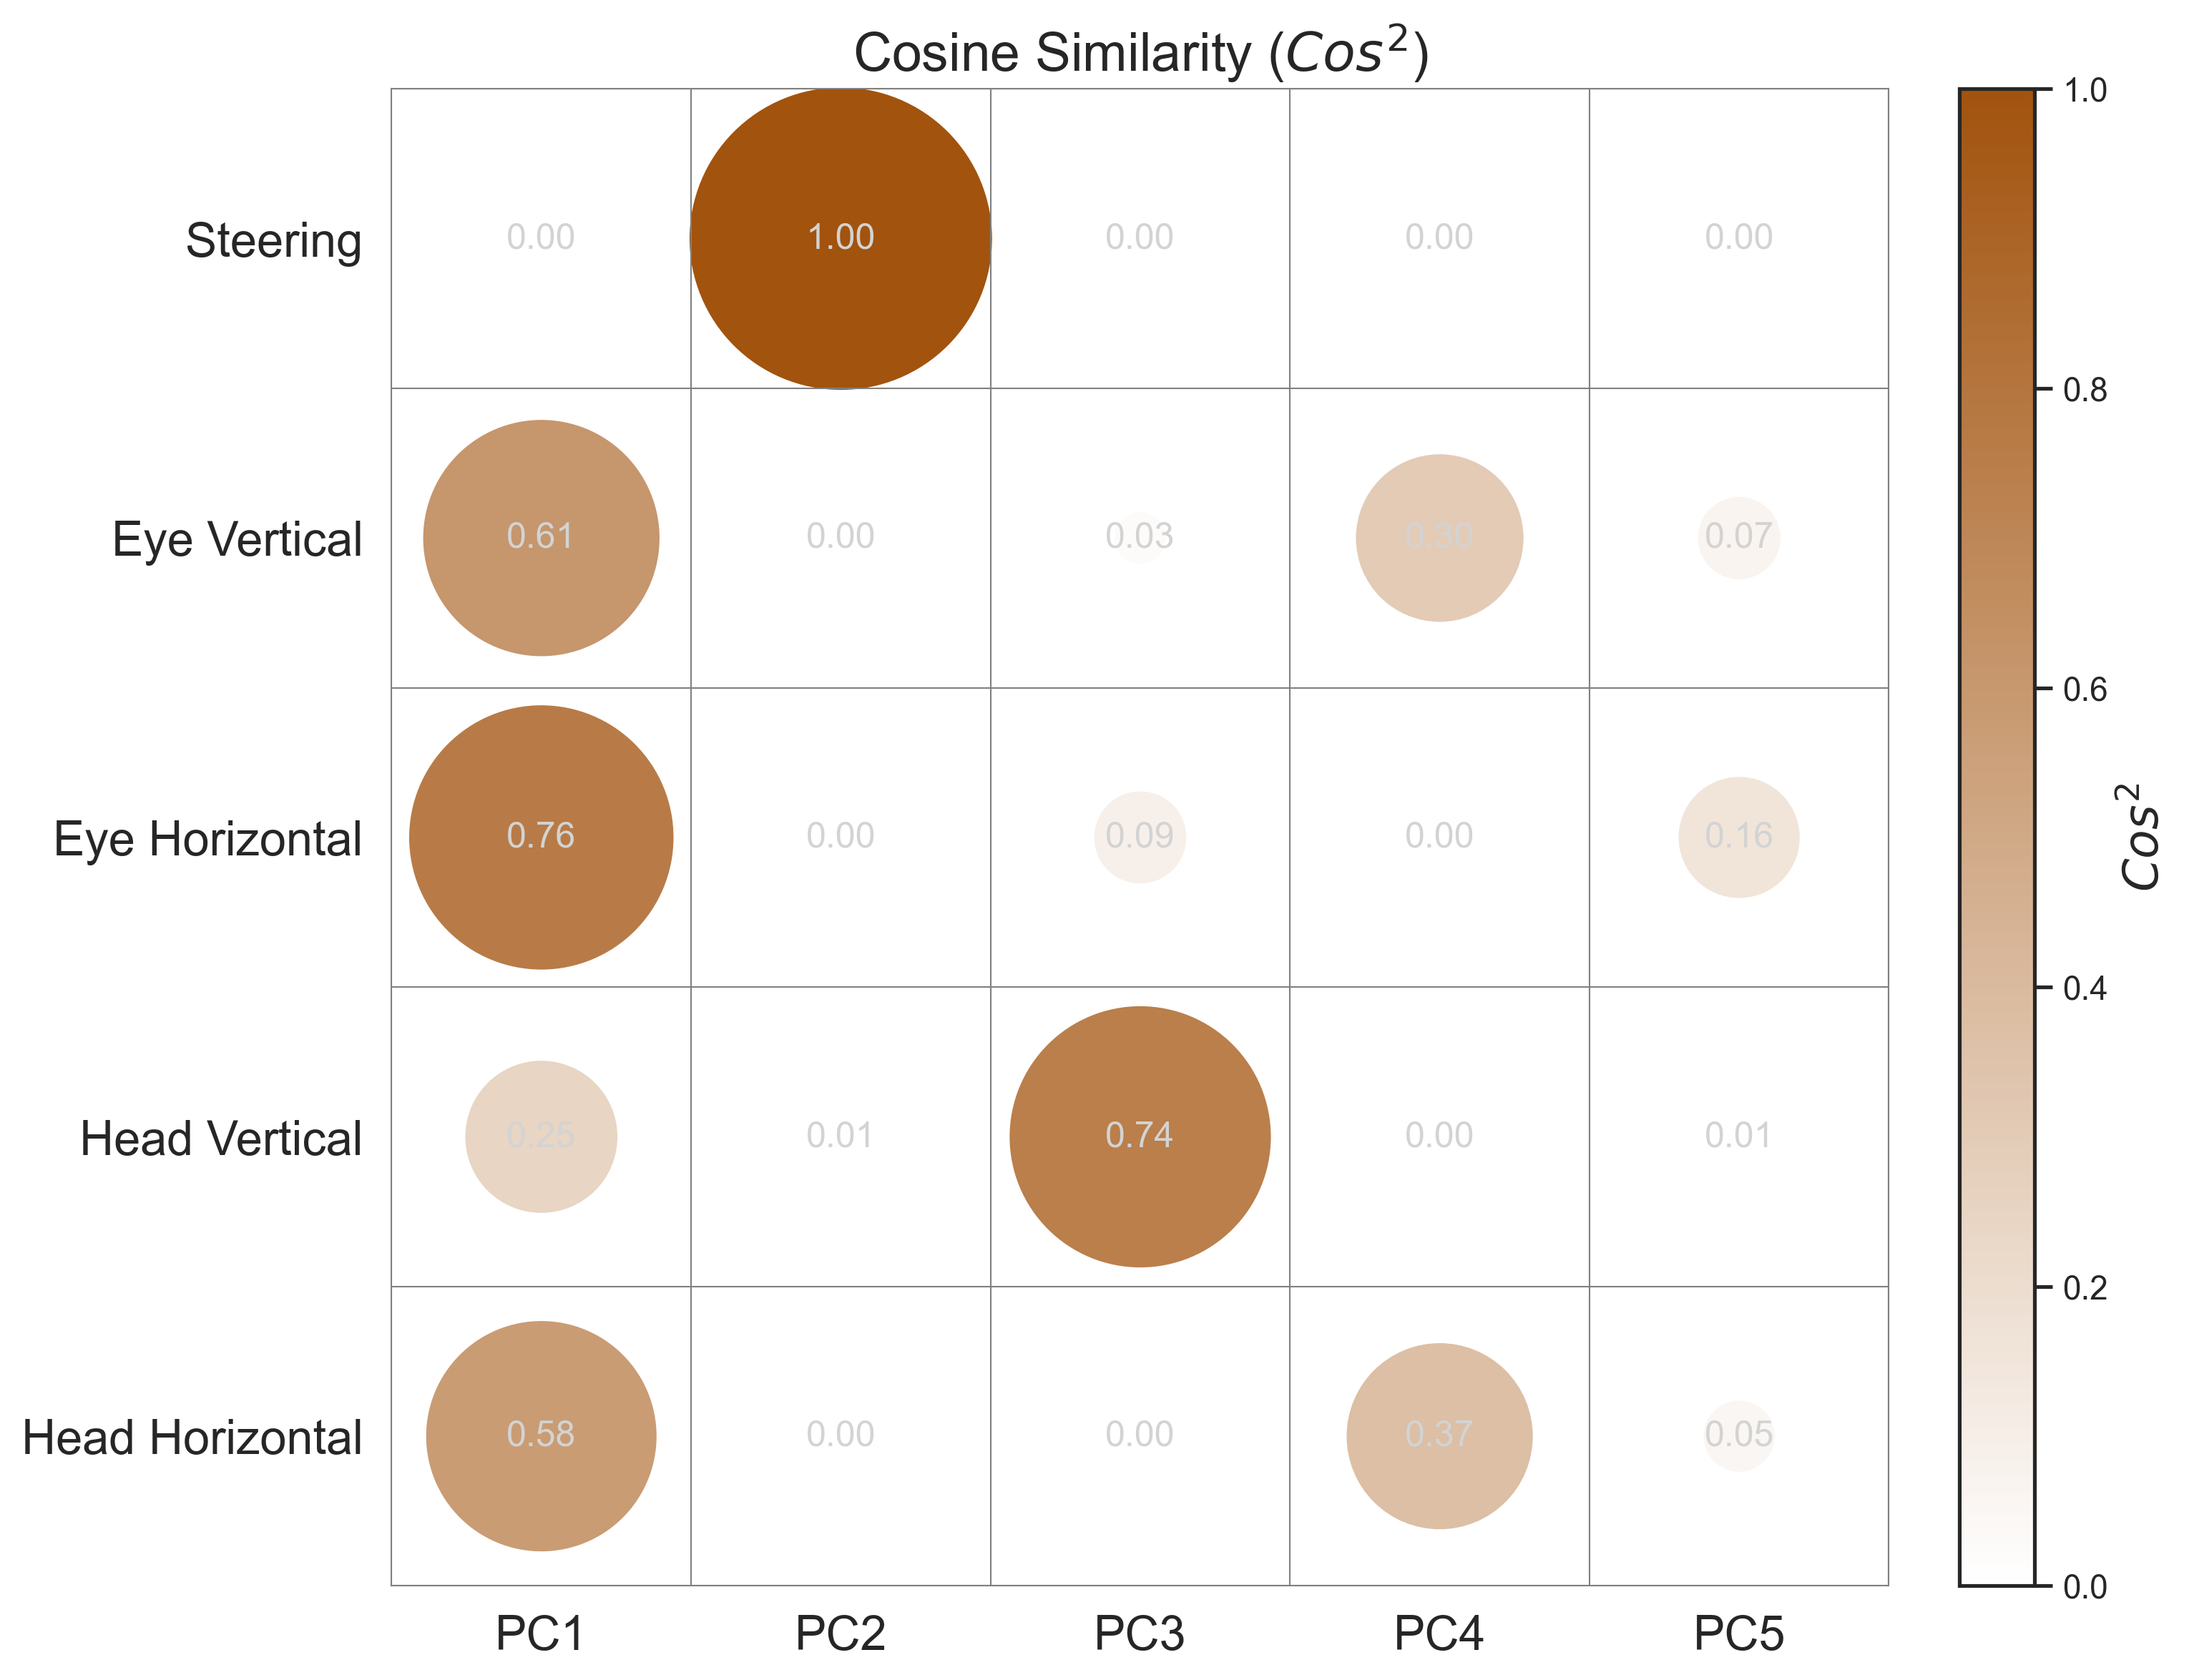 Cosine Similarity (Cos²)
Steering 0.00 1.00 0.00 0.00 0.00
Eye Vertical 0.61 0.00 0.03 0.30 0.07
Eye Horizontal 0.76 0.00 0.09 0.00 0.16
Head Vertical 0.25 0.01 0.74 0.00 0.01
Head Horizontal 0.58 0.00 0.00 0.37 0.05
PC1 PC2 PC3 PC4 PC5
1.0
0.8
0.6
0.4
0.2
0.0
Cos²